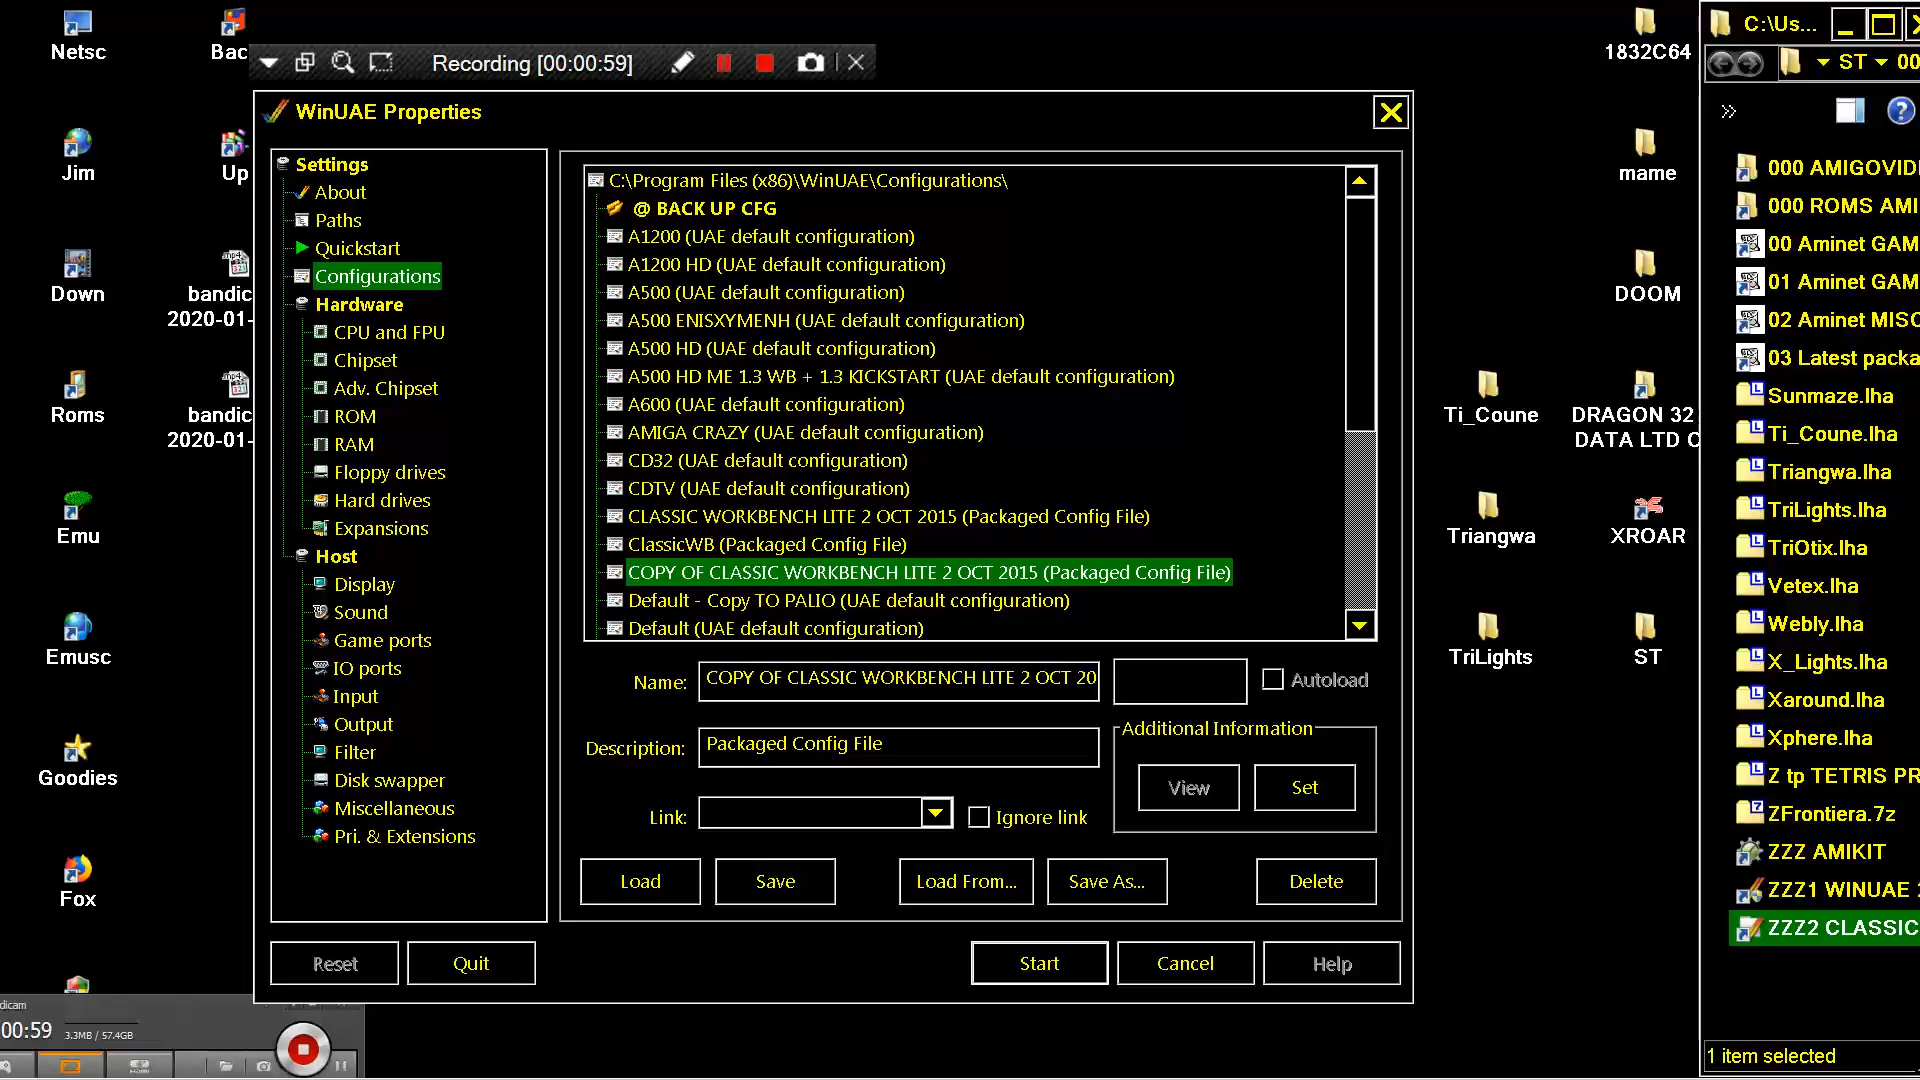 Netsc
Bac
Jim
Up
Down
bandic
2020-01-
Roms
bandic
2020-01-
Emu
Emusc
Goodies
Fox
Recording [00:00:59]
WinUAE Properties
Settings
About
Paths
Quickstart
Configurations
Hardware
CPU and FPU
Chipset
Adv. Chipset
ROM
RAM
Floppy drives
Hard drives
Expansions
Host
Display
Sound
Game ports
IO ports
Input
Output
Filter
Disk swapper
Miscellaneous
Pri. & Extensions
C:\Program Files (x86)\WinUAE\Configurations\
@ BACK UP CFG
A1200 (UAE default configuration)
A1200 HD (UAE default configuration)
A500 (UAE default configuration)
A500 ENISXYMENH (UAE default configuration)
A500 HD (UAE default configuration)
A500 HD ME 1.3 WB + 1.3 KICKSTART (UAE default configuration)
A600 (UAE default configuration)
AMIGA CRAZY (UAE default configuration)
CD32 (UAE default configuration)
CDTV (UAE default configuration)
CLASSIC WORKBENCH LITE 2 OCT 2015 (Packaged Config File)
ClassicWB (Packaged Config File)
COPY OF CLASSIC WORKBENCH LITE 2 OCT 2015 (Packaged Config File)
Default - Copy TO PALIO (UAE default configuration)
Default (UAE default configuration)
Name: COPY OF CLASSIC WORKBENCH LITE 2 OCT 20
Autoload
Description: Packaged Config File
Additional Information
View Set
Link:
Ignore link
Load Save Load From... Save As... Delete
Reset Quit Start Cancel Help
dicam
00:59 3.3MB / 57.4GB
1832C64
mame
DOOM
Ti_Coune
DRAGON 32
DATA LTD C
Triangwa
XROAR
TriLights
ST
C:\Us...
ST 00
000 AMIGOVID
000 ROMS AMI
00 Aminet GAM
01 Aminet GAM
02 Aminet MISC
03 Latest packa
Sunmaze.lha
Ti_Coune.lha
Triangwa.lha
TriLights.lha
TriOtix.lha
Vetex.lha
Webly.lha
X_Lights.lha
Xaround.lha
Xphere.lha
Z tp TETRIS PR
ZFrontiera.7z
ZZZ AMIKIT
ZZZ1 WINUAE
ZZZ2 CLASSIC
1 item selected